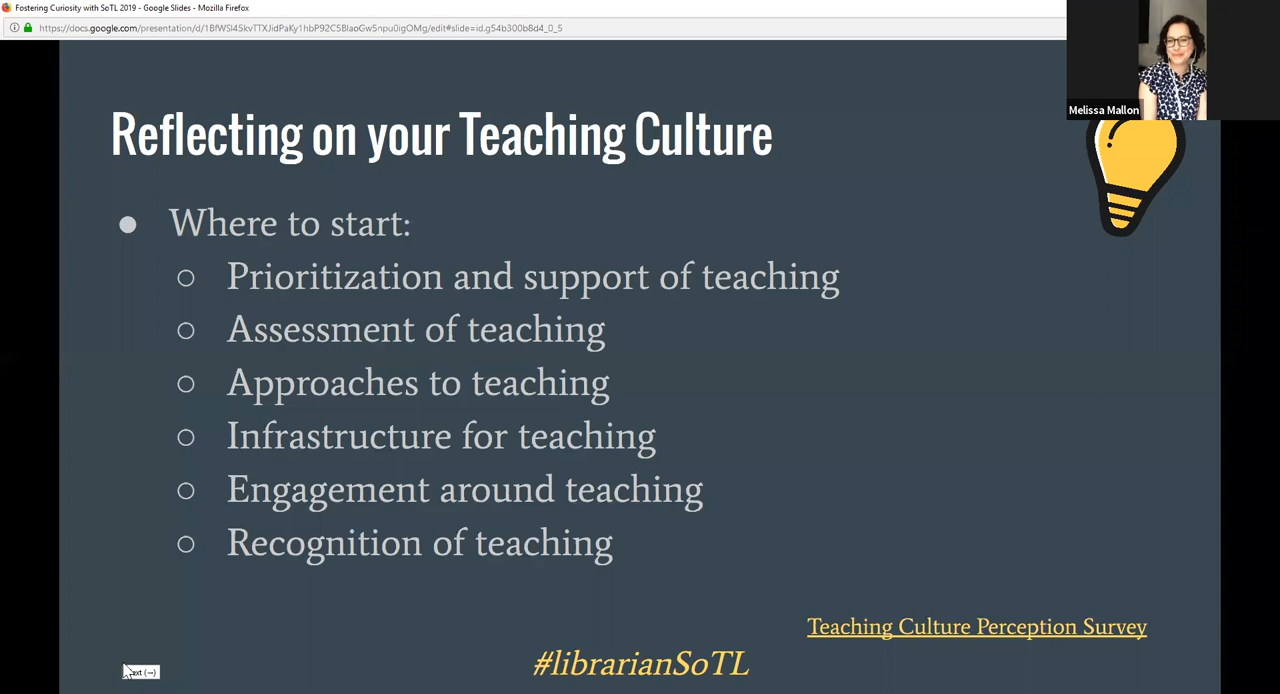 Fostering Curiosity with SoTL 2019 - Google Slides - Mozilla Firefox
Melissa Mallon
Reflecting on your Teaching Culture
● Where to start:
○ Prioritization and support of teaching
○ Assessment of teaching
○ Approaches to teaching
○ Infrastructure for teaching
○ Engagement around teaching
○ Recognition of teaching
Teaching Culture Perception Survey
#librarianSoTL